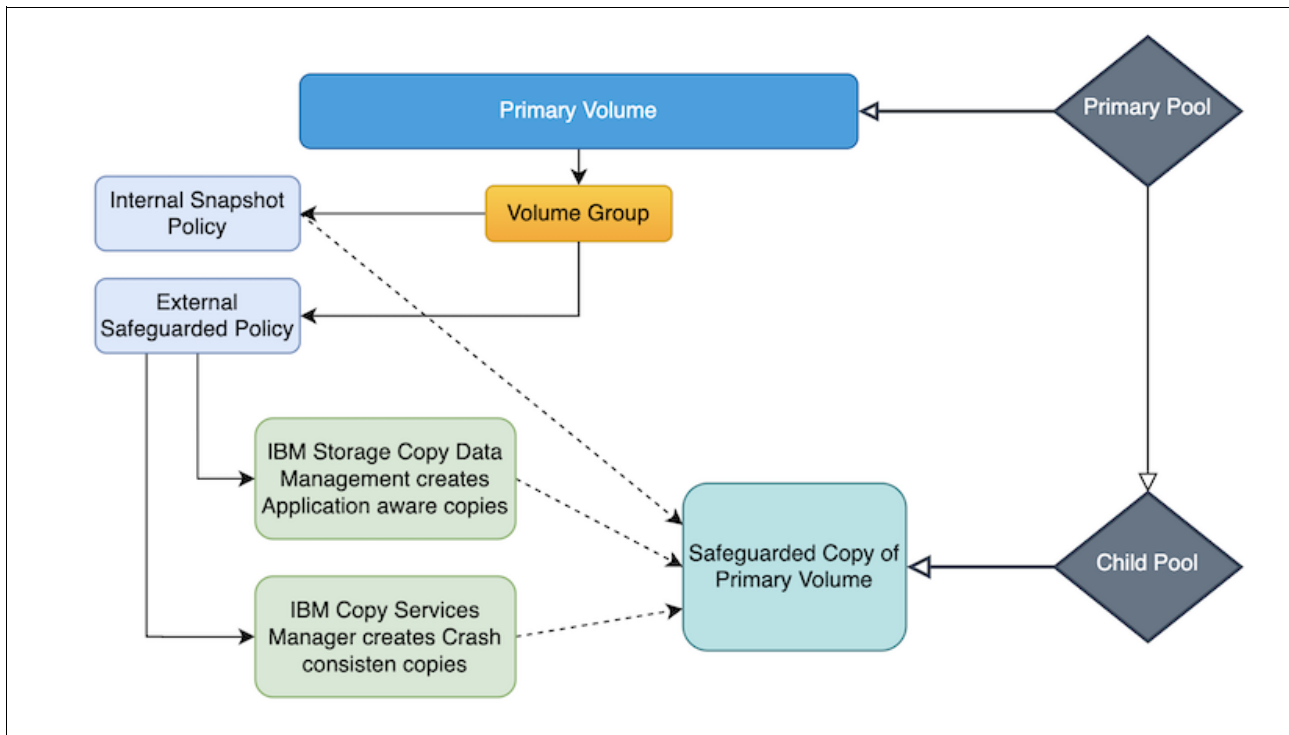 Primary Volume
Primary Pool
Internal Snapshot
Policy
Volume Group
External
Safeguarded Policy
IBM Storage Copy Data
Management creates
Application aware copies
Safeguarded Copy of
Primary Volume
Child Pool
IBM Copy Services
Manager creates Crash
consisten copies